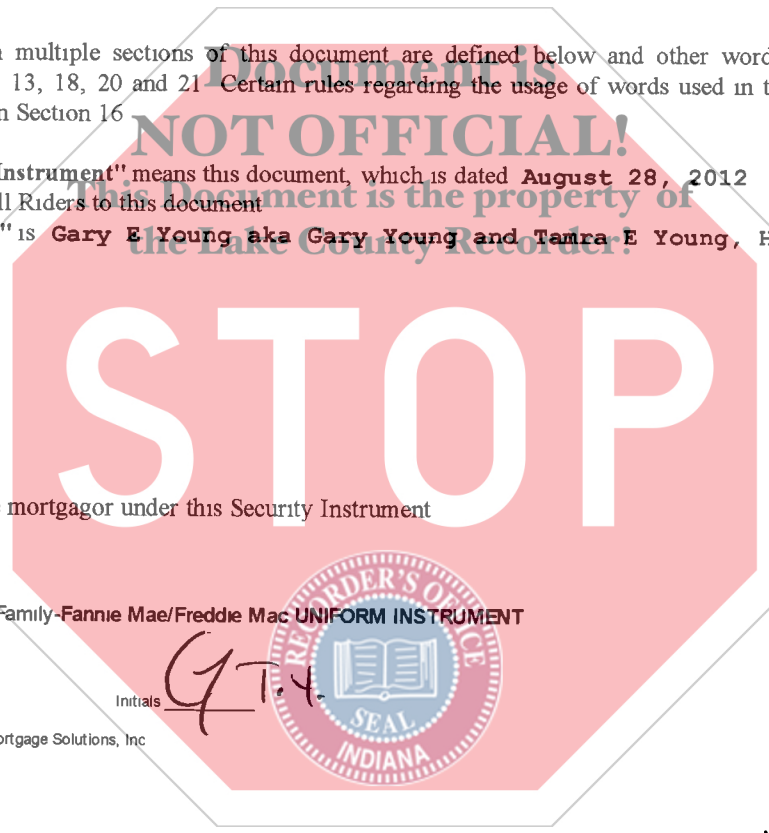 multiple sections of this document are defined below and other word
13, 18, 20 and 21 Certain rules regarding the usage of words used in t
n Section 16
Document is
NOT OFFICIAL!
This Document is the property of
the Lake County Recorder!
Instrument" means this document, which is dated August 28, 2012
ll Riders to this document
" is Gary E Young aka Gary Young and Tamra E Young, H
STOP
mortgagor under this Security Instrument
Family-Fannie Mae/Freddie Mac UNIFORM INSTRUMENT
Initials GY T.Y.
ortgage Solutions, Inc
RECORDER'S OFFICE
SEAL
INDIANA